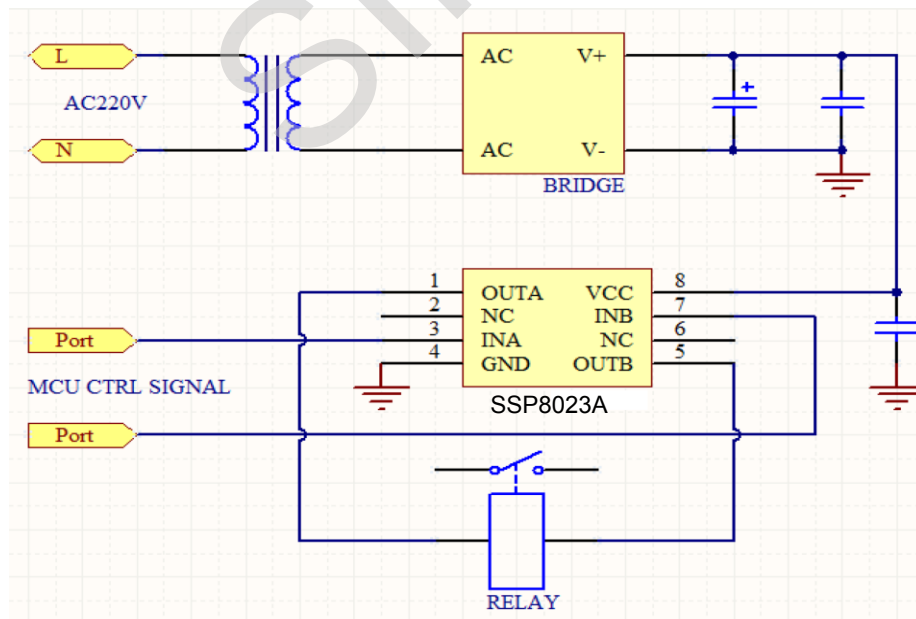 L
AC V+
AC220V
N
AC V-
BRIDGE
1 OUTA VCC 8
2 NC INB 7
3 INA NC 6
4 GND OUTB 5
Port
MCU CTRL SIGNAL
SSP8023A
Port
RELAY